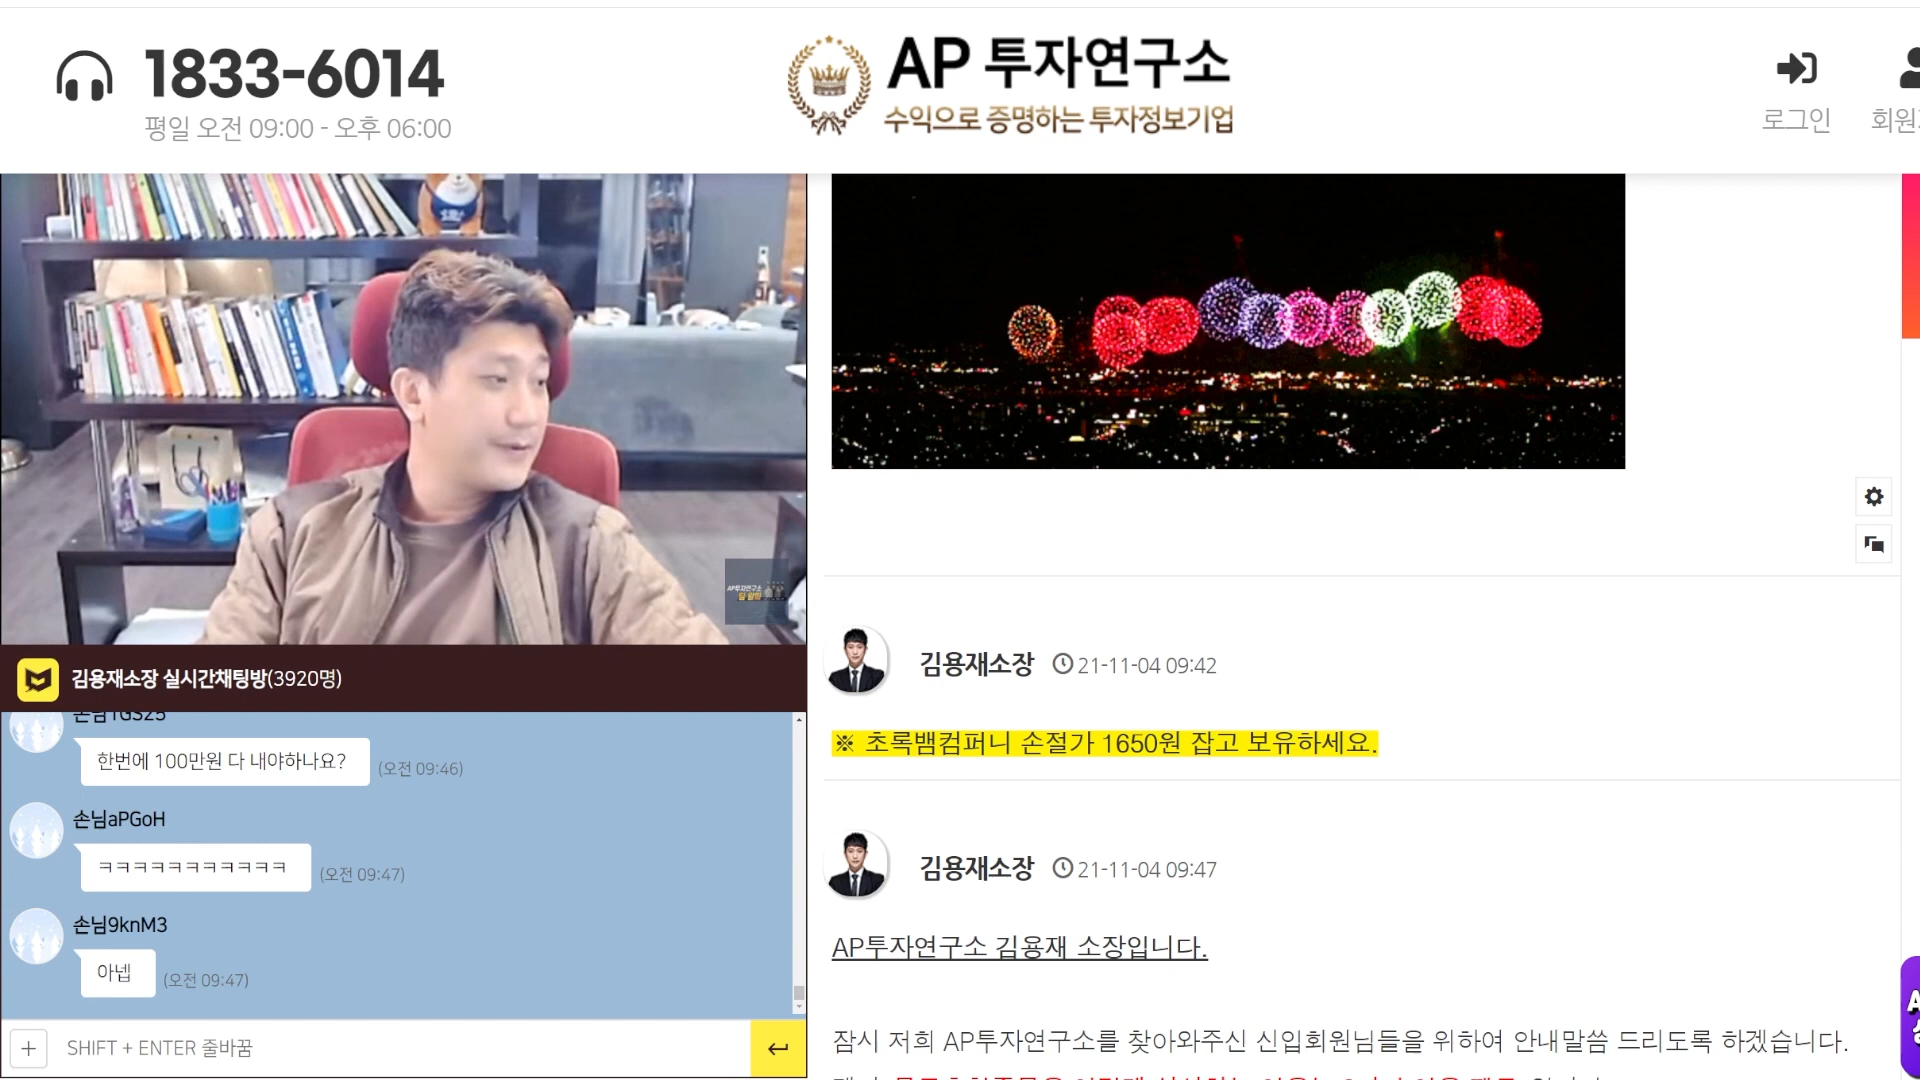 1833-6014
평일 오전 09:00 - 오후 06:00
AP 투자연구소
수익으로 증명하는 투자정보기업
로그인
김용재소장 실시간채팅방(3920명)
한번에 100만원 다 내야하나요?
(오전 09:46)
손님aPGoH
ㅋㅋㅋㅋㅋㅋㅋㅋㅋㅋㅋ
(오전 09:47)
손님9knM3
아넵
(오전 09:47)
SHIFT + ENTER 줄바꿈
김용재소장 21-11-04 09:42
※ 초록뱀컴퍼니 손절가 1650원 잡고 보유하세요.
김용재소장 21-11-04 09:47
AP투자연구소 김용재 소장입니다.
잠시 저희 AP투자연구소를 찾아와주신 신입회원님들을 위하여 안내말씀 드리도록 하겠습니다.